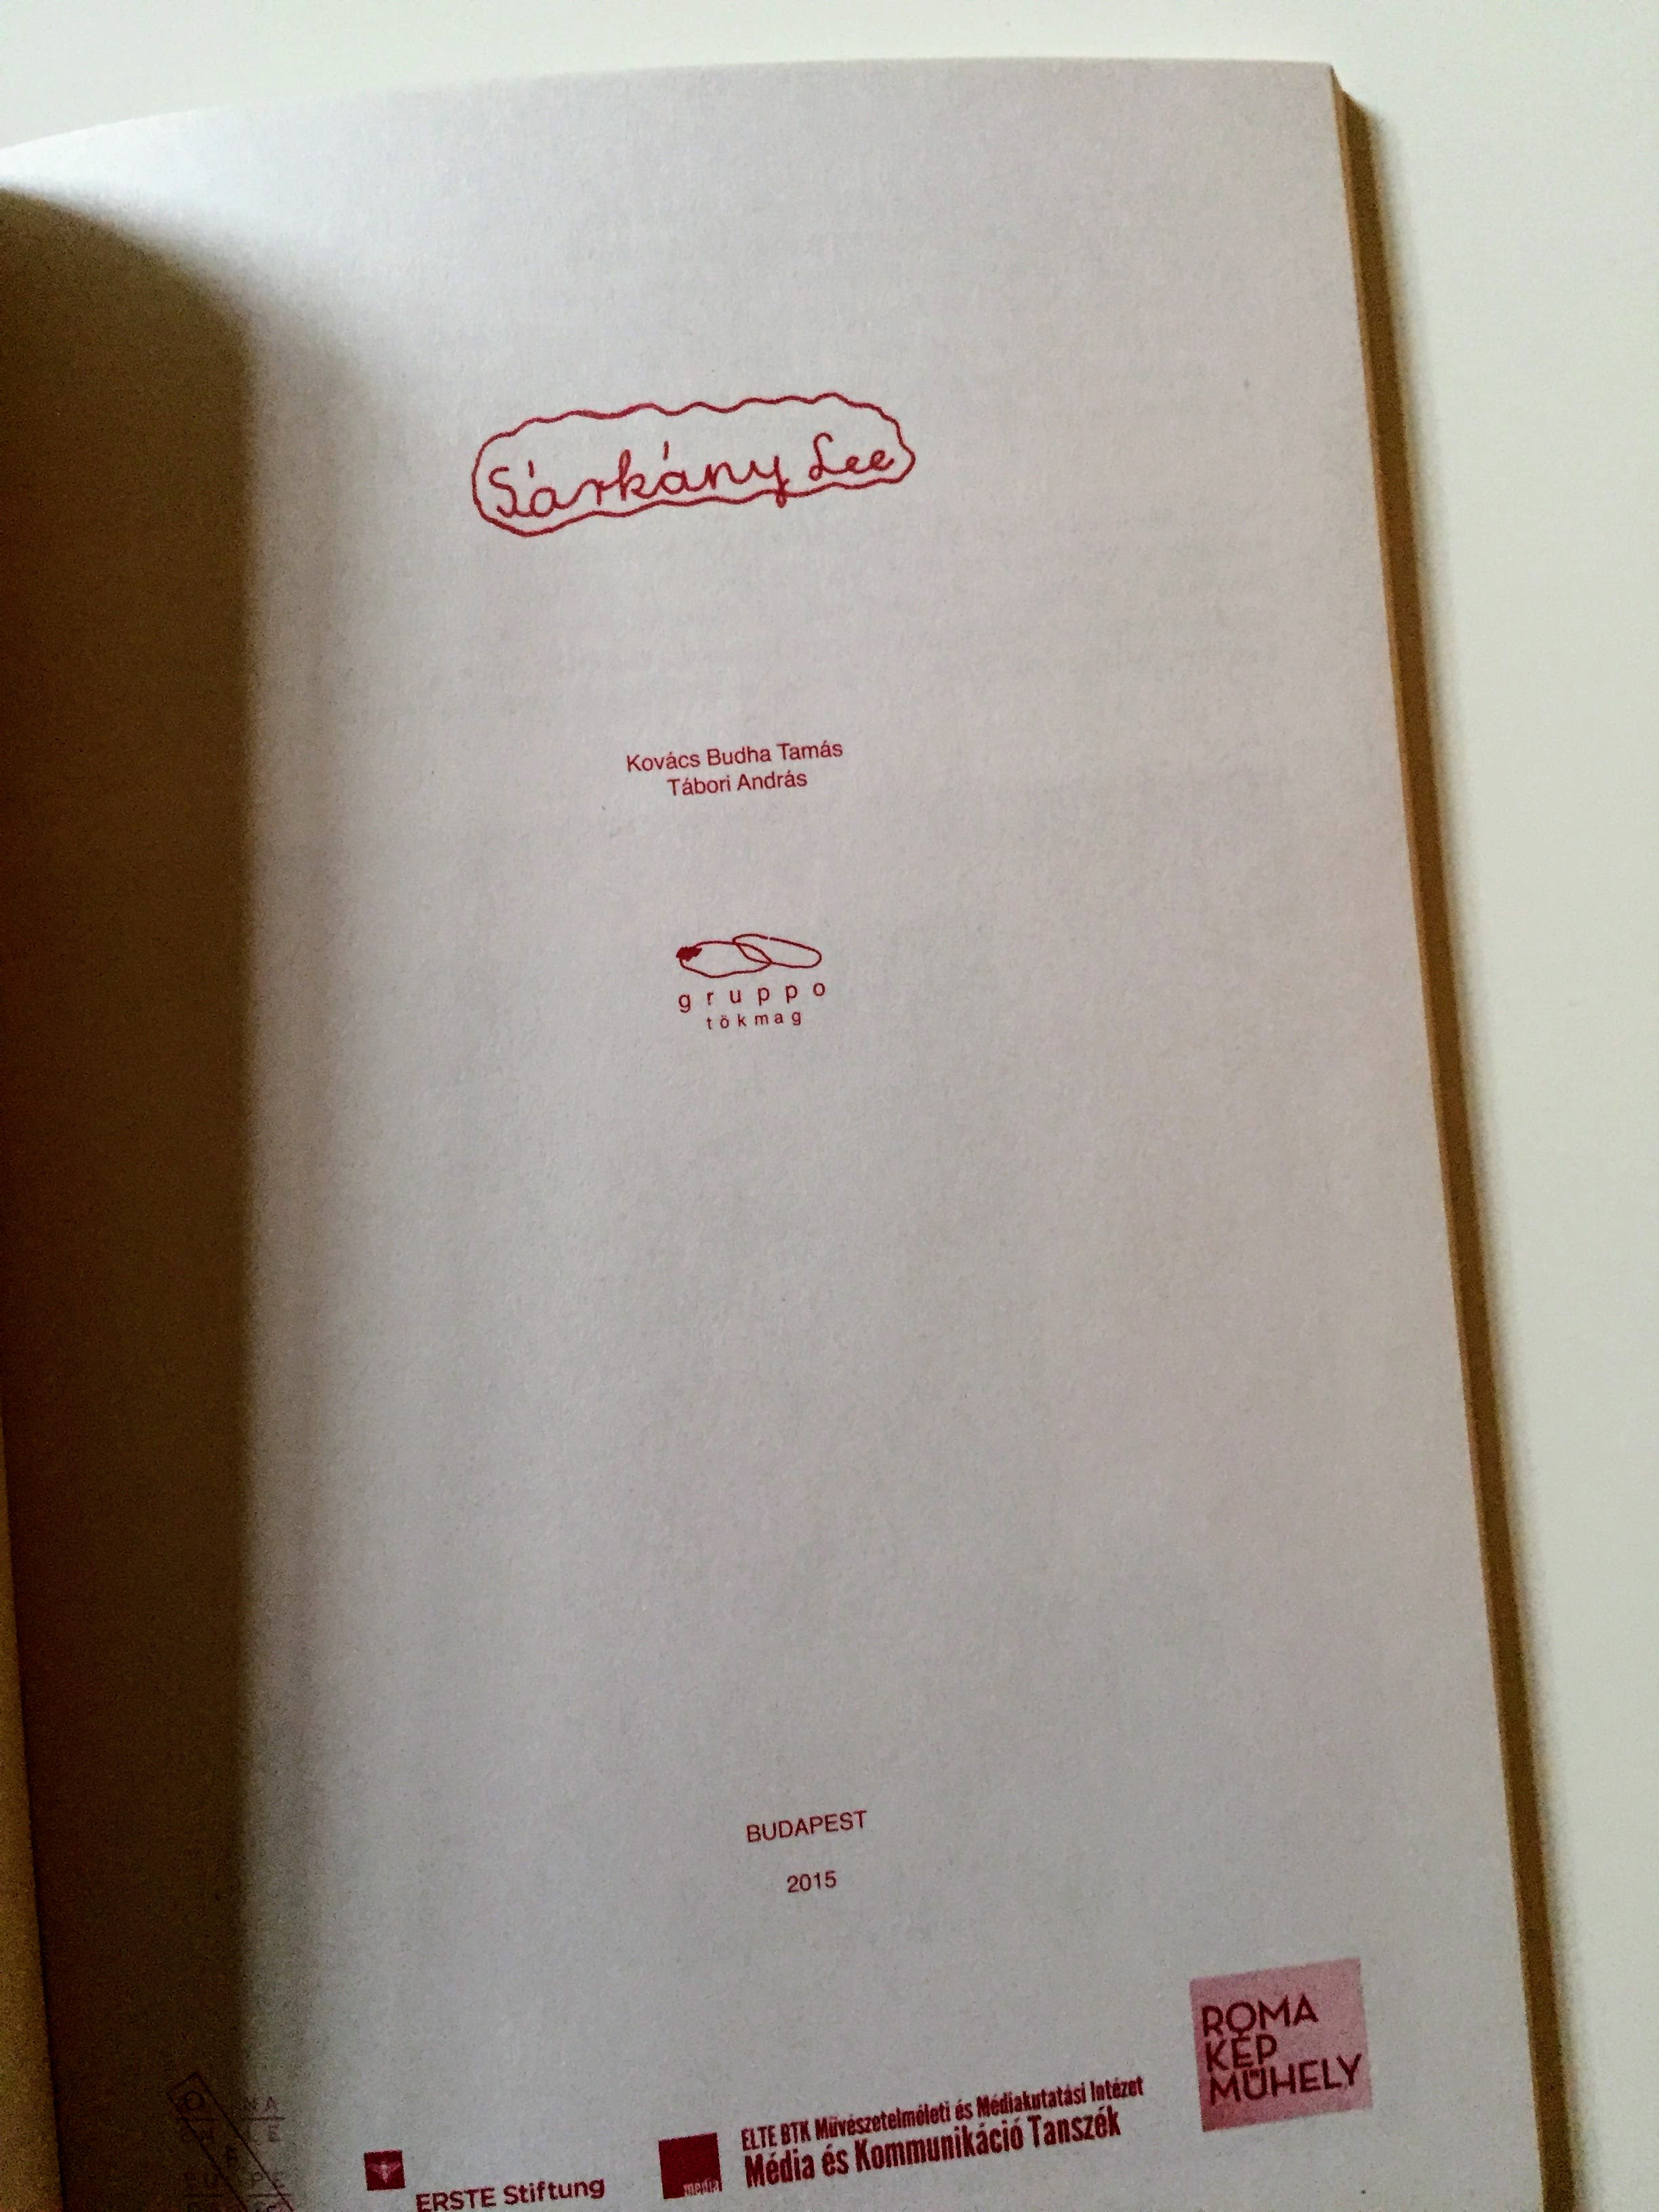 Sárkány Lee
Kovács Budha Tamás
Tábori András
gruppo
tökmag
BUDAPEST
2015
ROMA
KÉP
MŰHELY
ERSTE Stiftung
media
ELTE BTK Művészetelméleti és Médiakutatási Intézet
Média és Kommunikáció Tanszék